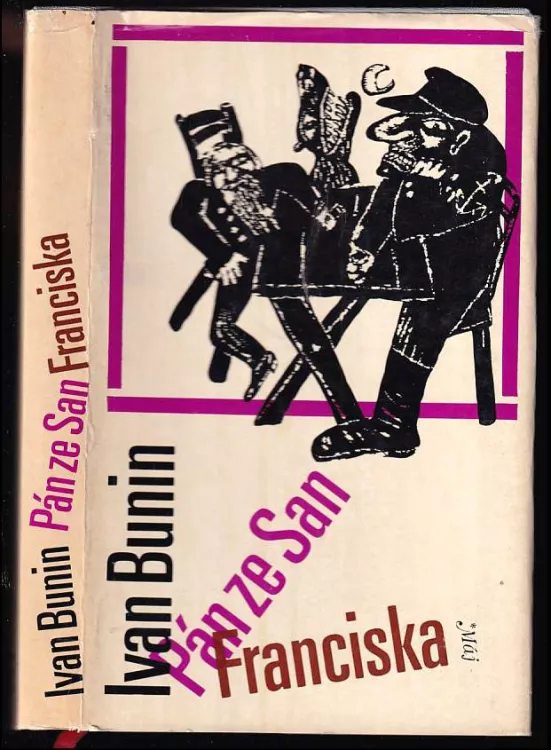 Ivan Bunin Pán ze San Franciska
Ivan Bunin
Pán ze San
Franciska
*Máj